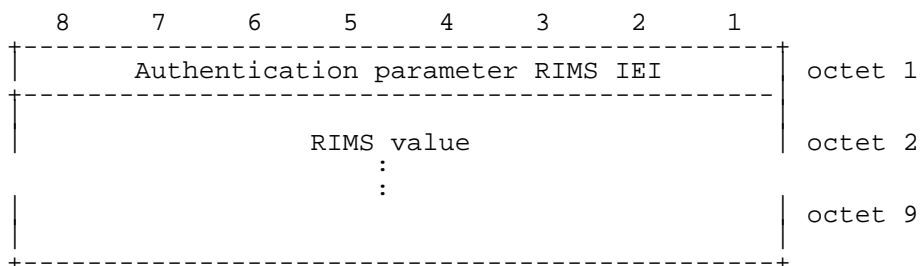 8 7 6 5 4 3 2 1
Authentication parameter RIMS IEI octet 1
RIMS value octet 2
:
:
octet 9